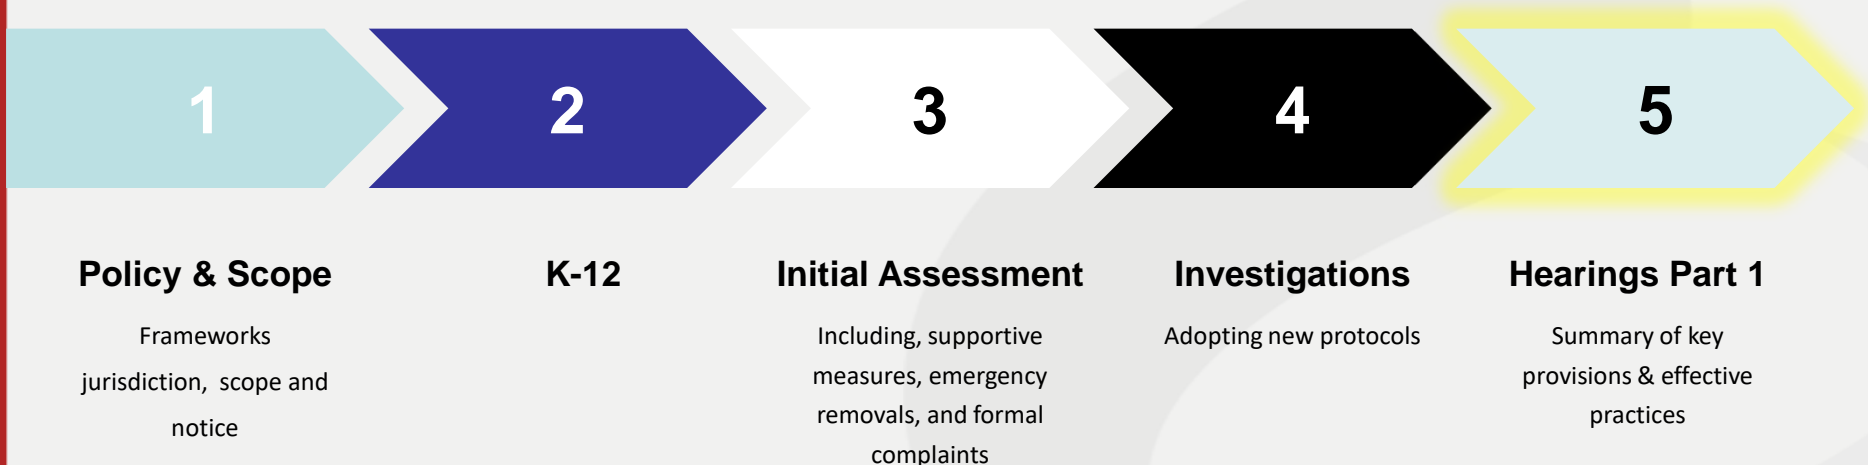 1
2
3
4
5
Policy & Scope
Frameworks
jurisdiction, scope and
notice
K-12
Initial Assessment
Including, supportive
measures, emergency
removals, and formal
complaints
Investigations
Adopting new protocols
Hearings Part 1
Summary of key
provisions & effective
practices